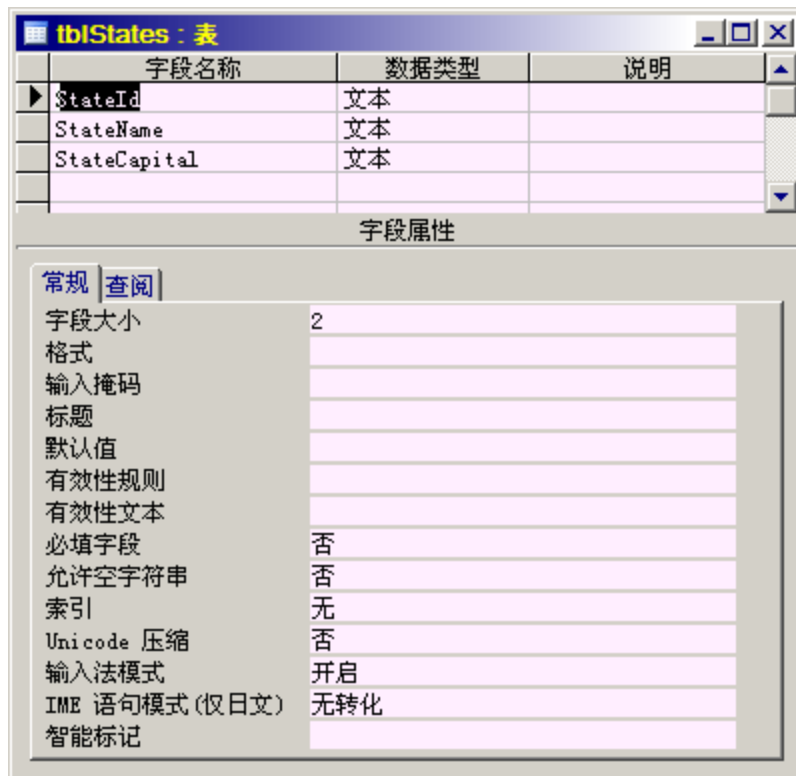 tblStates : 表
字段名称 数据类型 说明
StateId 文本
StateName 文本
StateCapital 文本
字段属性
常规 查阅
字段大小 2
格式
输入掩码
标题
默认值
有效性规则
有效性文本
必填字段 否
允许空字符串 否
索引 无
Unicode 压缩 否
输入法模式 开启
IME 语句模式(仅日文) 无转化
智能标记